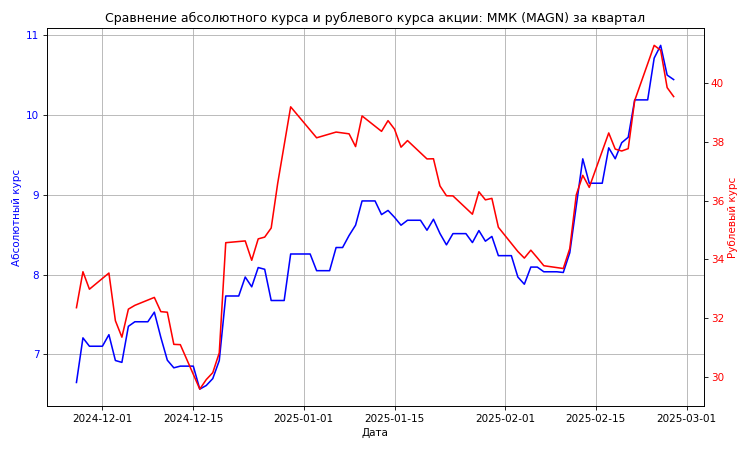 Сравнение абсолютного курса и рублевого курса акции: ММК (MAGN) за квартал
11
10
9
8
7
Абсолютный курс
40
38
36
34
32
30
Рублевый курс
2024-12-01 2024-12-15 2025-01-01 2025-01-15 2025-02-01 2025-02-15 2025-03-01
Дата